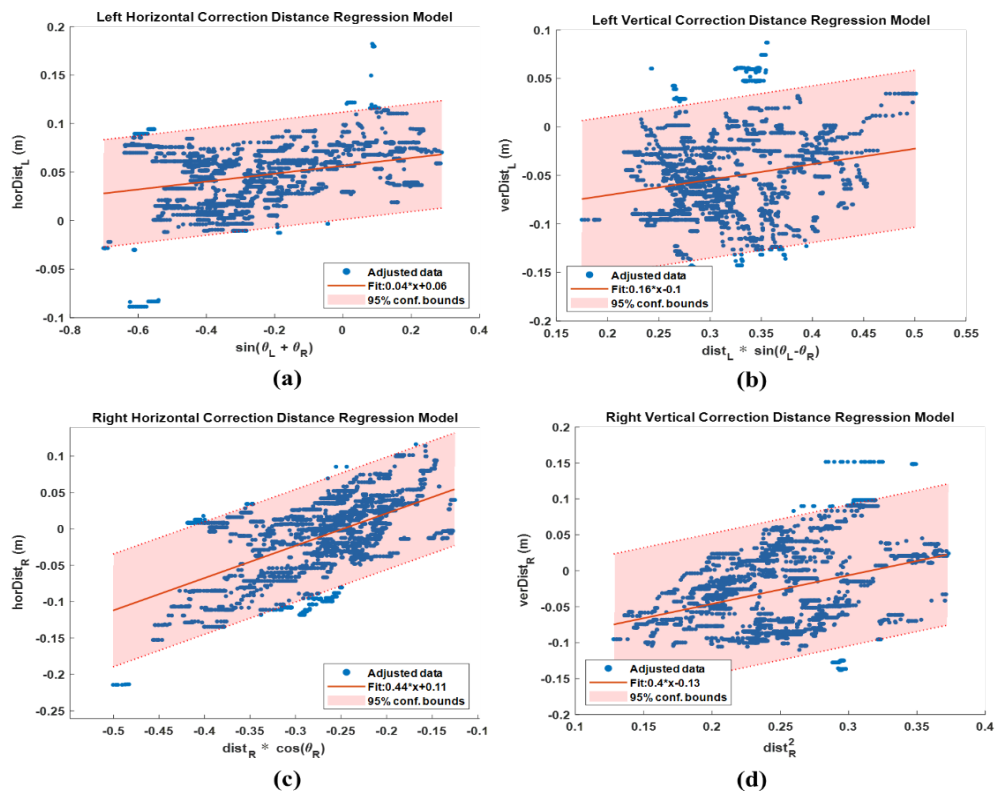 Left Horizontal Correction Distance Regression Model
0.2
0.15
0.1
0.05
0
-0.05
-0.1
horDist_L (m)
-0.8 -0.6 -0.4 -0.2 0 0.2 0.4
sin(θ_L + θ_R)
Adjusted data
Fit:0.04*x+0.06
95% conf. bounds
(a)
Left Vertical Correction Distance Regression Model
0.1
0.05
0
-0.05
-0.1
-0.15
-0.2
verDist_L (m)
0.15 0.2 0.25 0.3 0.35 0.4 0.45 0.5 0.55
dist_L * sin(θ_L-θ_R)
Adjusted data
Fit:0.16*x-0.1
95% conf. bounds
(b)
Right Horizontal Correction Distance Regression Model
0.1
0.05
0
-0.05
-0.1
-0.15
-0.2
-0.25
horDist_R (m)
-0.5 -0.45 -0.4 -0.35 -0.3 -0.25 -0.2 -0.15 -0.1
dist_R * cos(θ_R)
Adjusted data
Fit:0.44*x+0.11
95% conf. bounds
(c)
Right Vertical Correction Distance Regression Model
0.2
0.15
0.1
0.05
0
-0.05
-0.1
-0.15
-0.2
verDist_R (m)
0.1 0.2 0.3 0.4
dist_R^2
Adjusted data
Fit:0.4*x-0.13
95% conf. bounds
(d)